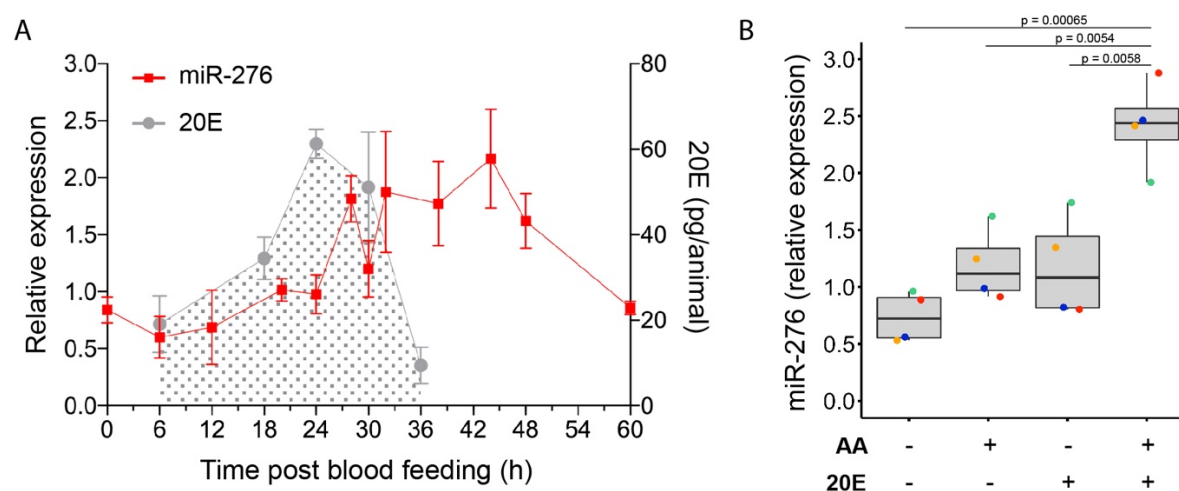 A
Relative expression
3.0
2.5
2.0
1.5
1.0
0.5
0.0
miR-276
20E
80
60
40
20
0
20E (pg/animal)
0 6 12 18 24 30 36 42 48 54 60
Time post blood feeding (h)
B
p = 0.00065
p = 0.0054
p = 0.0058
miR-276 (relative expression)
3.0
2.5
2.0
1.5
1.0
0.5
0.0
AA - + - +
20E - - + +